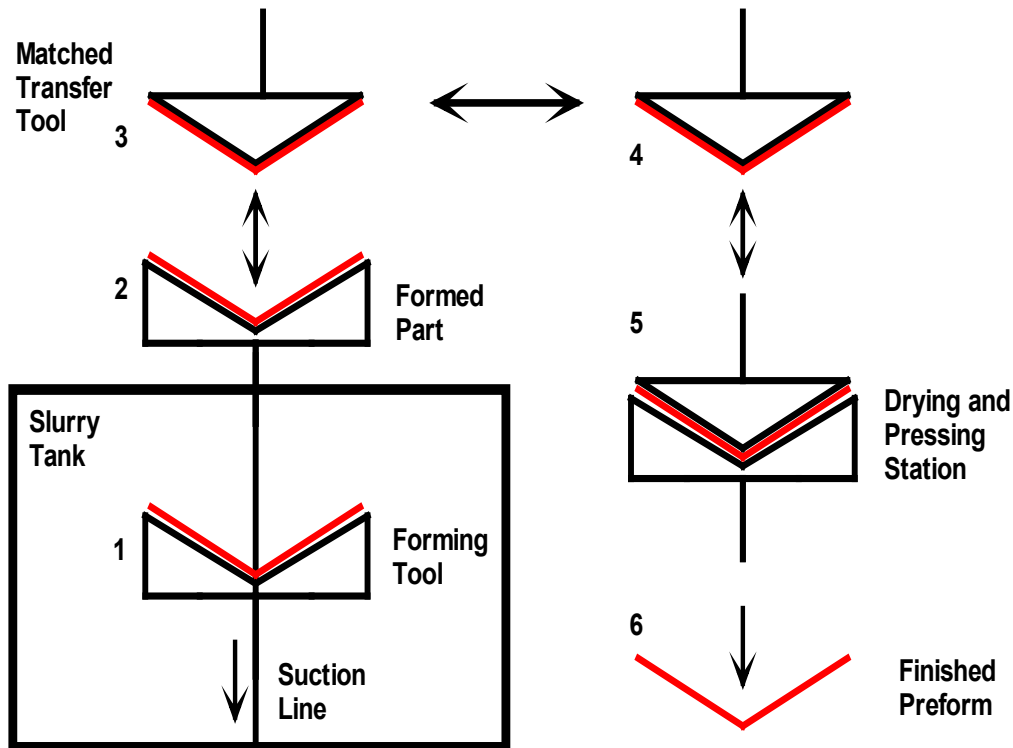 Matched
Transfer
Tool
3
4
2
Formed
Part
5
Slurry
Tank
Drying and
Pressing
Station
1
Forming
Tool
6
Suction
Line
Finished
Preform